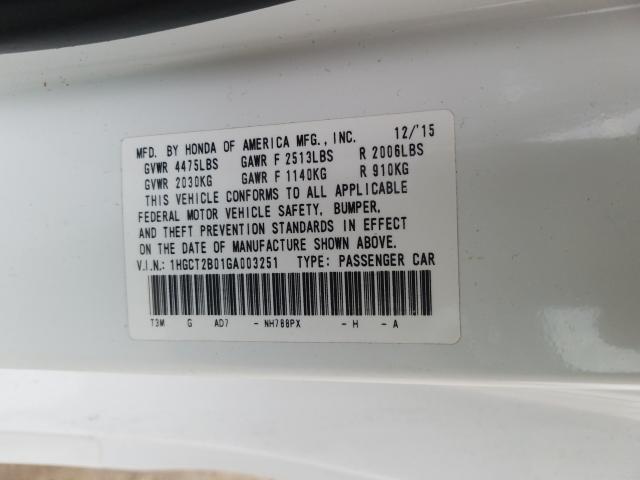 MFD. BY HONDA OF AMERICA MFG., INC. 12/'15
GVWR 4475LBS GAWR F 2513LBS R 2006LBS
GVWR 2030KG GAWR F 1140KG R 910KG
THIS VEHICLE CONFORMS TO ALL APPLICABLE
FEDERAL MOTOR VEHICLE SAFETY, BUMPER,
AND THEFT PREVENTION STANDARDS IN EFFECT
ON THE DATE OF MANUFACTURE SHOWN ABOVE.
V.I.N.: 1HGCT2B01GA003251 TYPE: PASSENGER CAR
T3M G AD7 - NH788PX - H - A